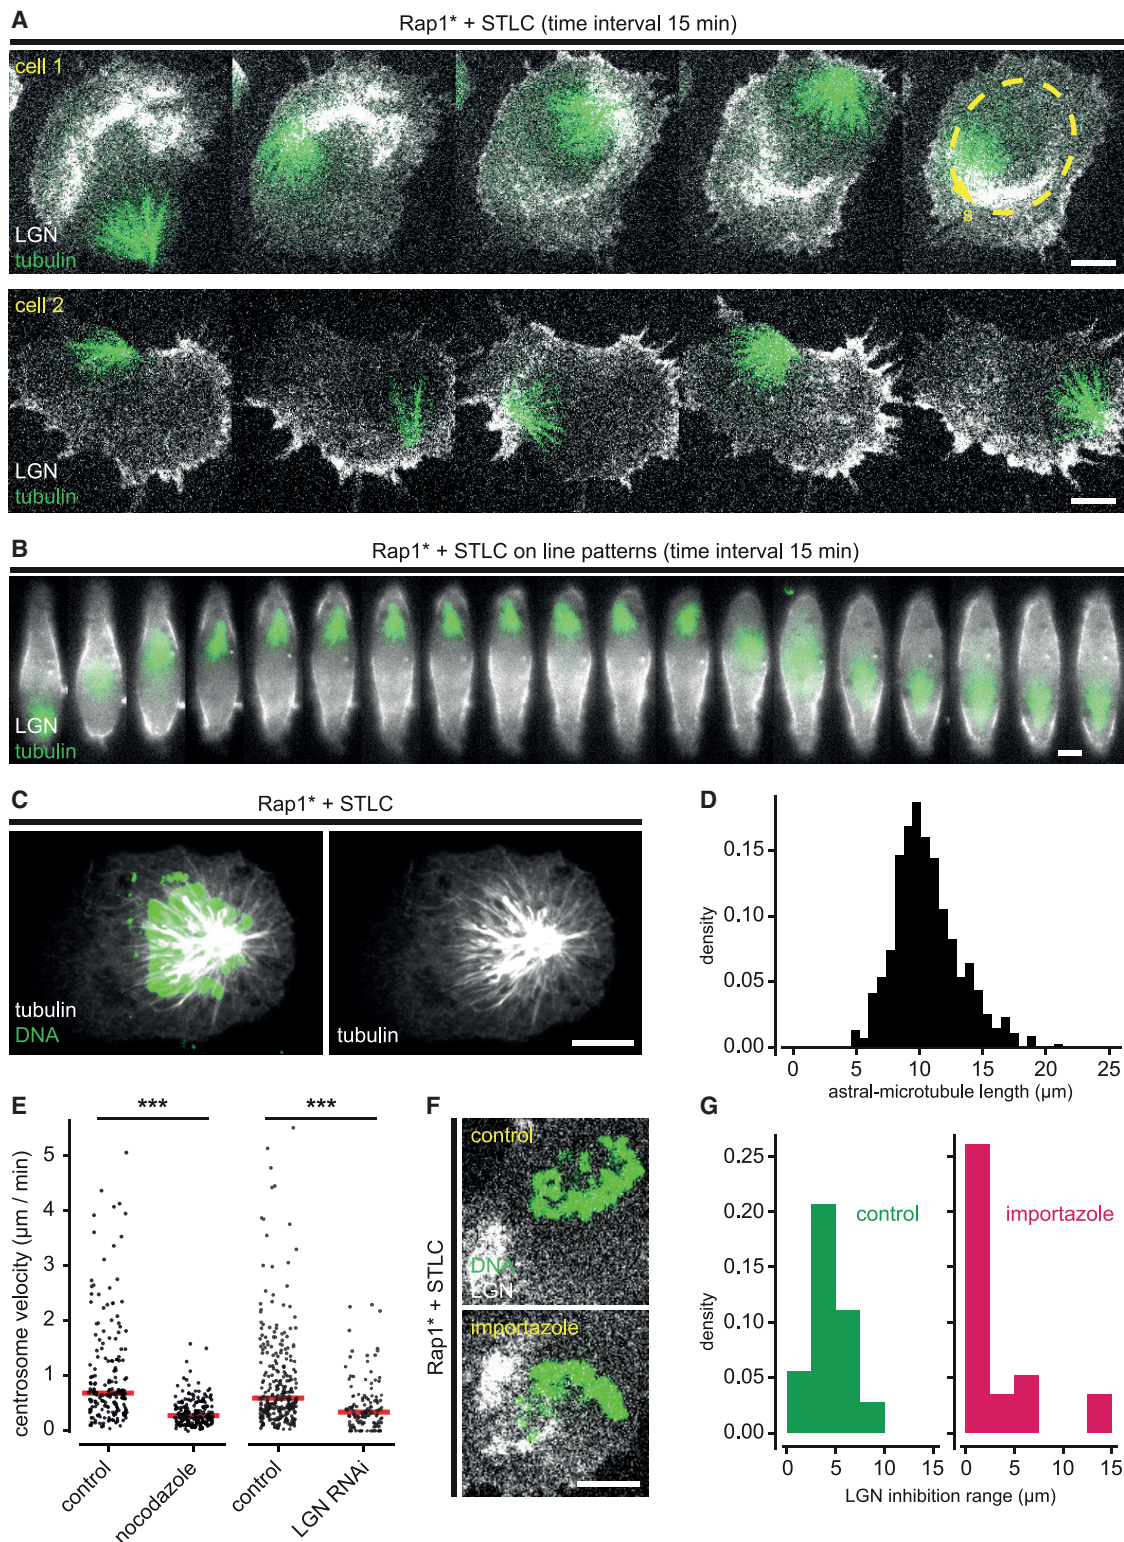 A
Rap1* + STLC (time interval 15 min)
cell 1
LGN
tubulin
cell 2
LGN
tubulin
B
Rap1* + STLC on line patterns (time interval 15 min)
LGN
tubulin
C
Rap1* + STLC
tubulin
DNA
tubulin
D
density
0.15
0.10
0.05
0.00
0 5 10 15 20 25
astral-microtubule length (µm)
E
*** ***
centrosome velocity (µm / min)
5
4
3
2
1
0
control nocodazole control LGN RNAi
F
Rap1* + STLC
control
DNA
LGN
importazole
G
density
0.25
0.20
0.15
0.10
0.05
0.00
control importazole
0 5 10 15 0 5 10 15
LGN inhibition range (µm)